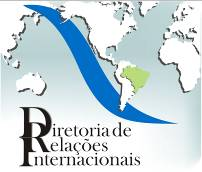 Diretoria de
Relações
Internacionais